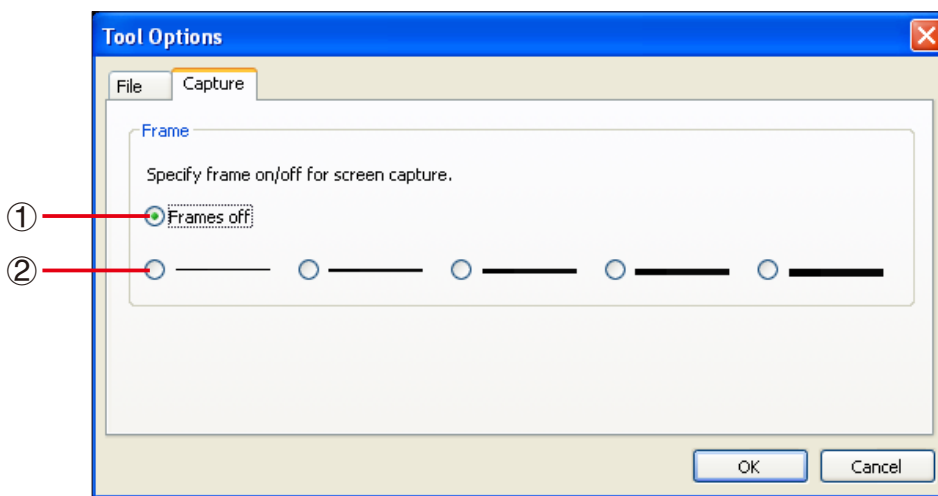 Tool Options
File Capture
Frame
Specify frame on/off for screen capture.
① Frames off
②
OK Cancel